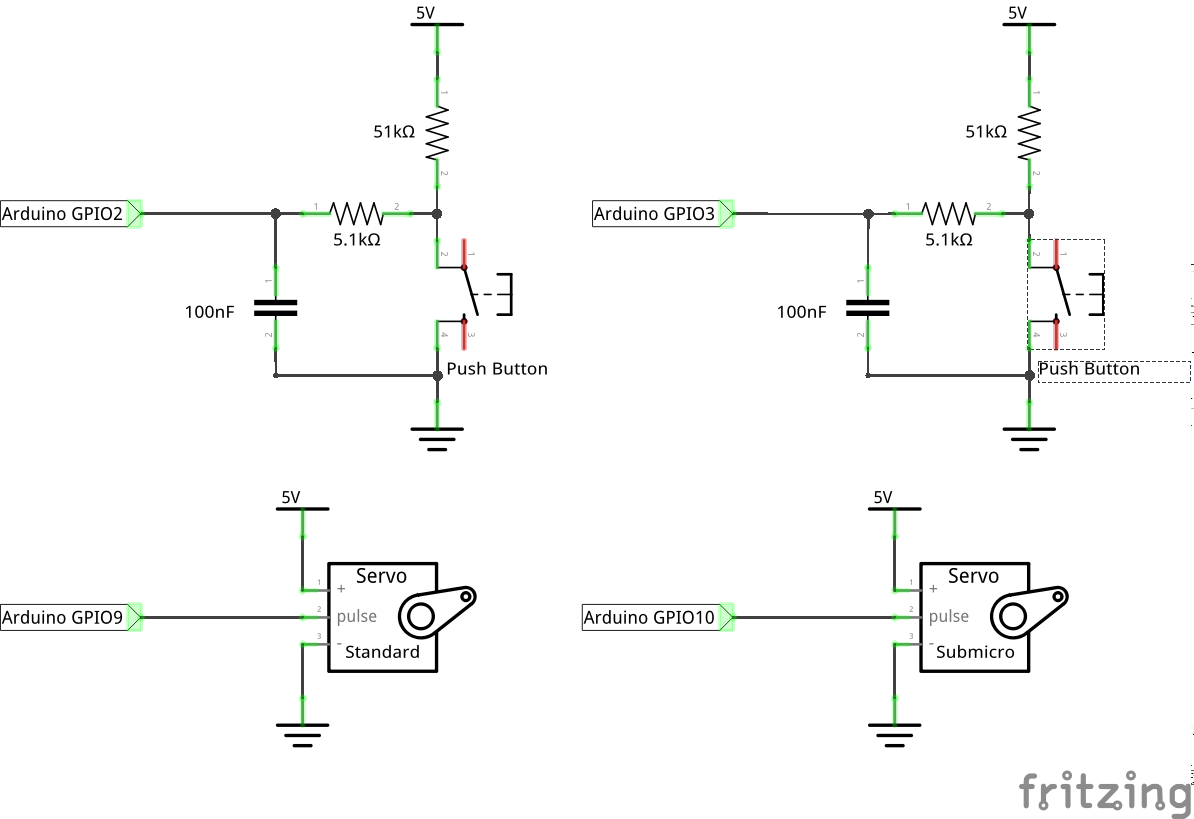 5V
5V
1
1
51kΩ
51kΩ
2
2
Arduino GPIO2
1
2
Arduino GPIO3
1
2
5.1kΩ
5.1kΩ
2
1
2
1
1
1
100nF
100nF
2
4
3
2
4
3
Push Button
Push Button
5V
5V
Servo
Servo
1
+
1
+
Arduino GPIO9
2
pulse
Arduino GPIO10
2
pulse
3
-
3
-
Standard
Submicro
fritzing